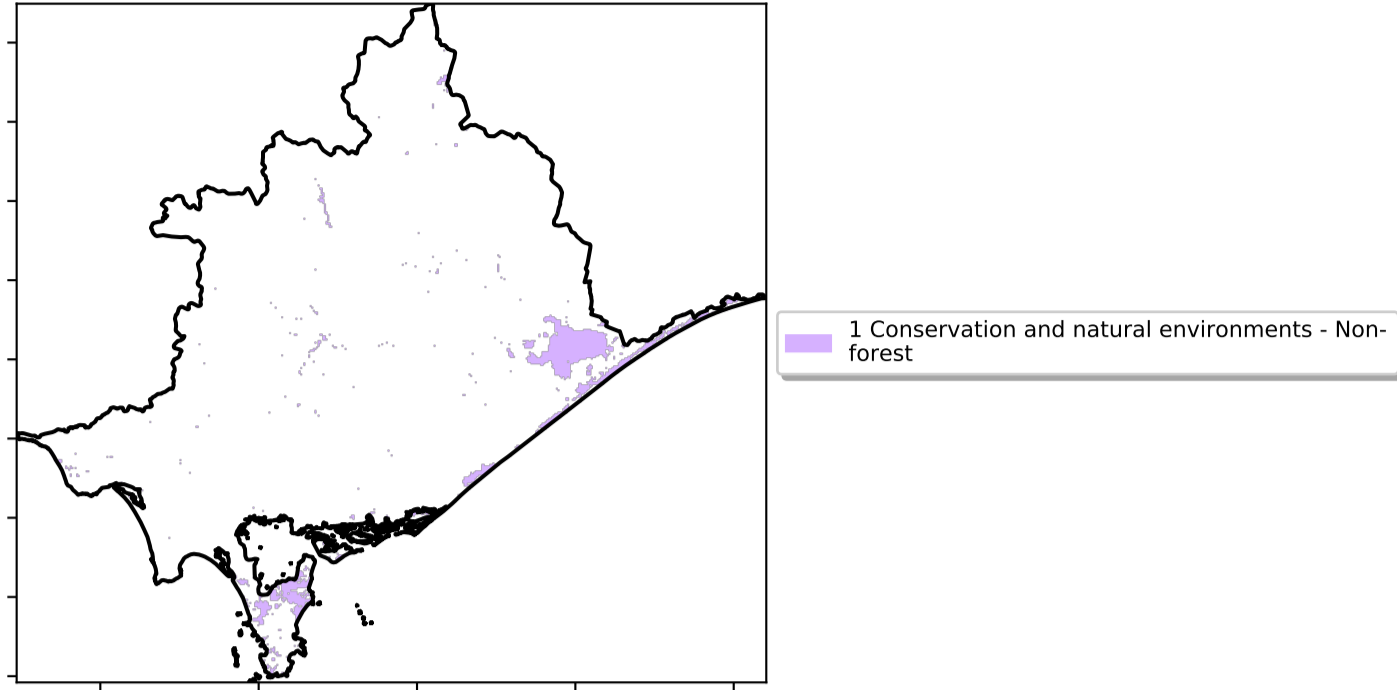 1 Conservation and natural environments - Non-
forest